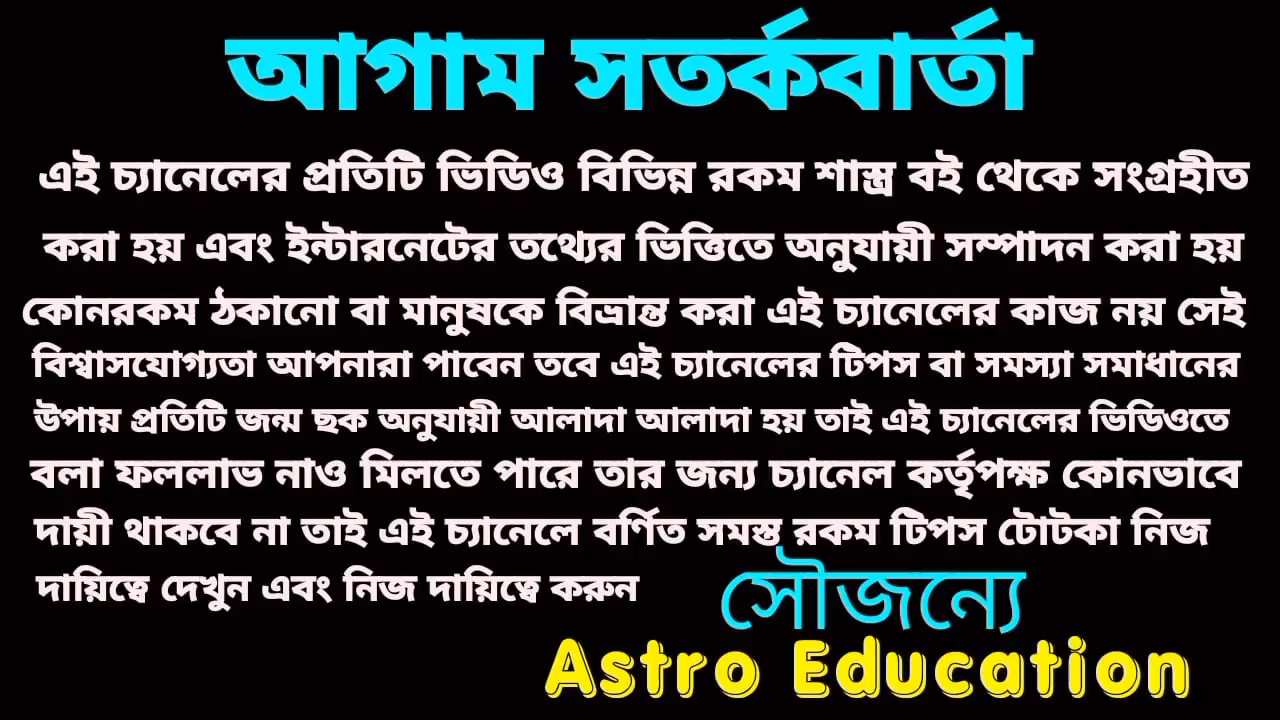 আগাম সতর্কবার্তা
এই চ্যানেলের প্রতিটি ভিডিও বিভিন্ন রকম শাস্ত্র বই থেকে সংগ্রহীত
করা হয় এবং ইন্টারনেটের তথ্যের ভিত্তিতে অনুযায়ী সম্পাদন করা হয়
কোনরকম ঠকানো বা মানুষকে বিভ্রান্ত করা এই চ্যানেলের কাজ নয় সেই
বিশ্বাসযোগ্যতা আপনারা পাবেন তবে এই চ্যানেলের টিপস বা সমস্যা সমাধানের
উপায় প্রতিটি জন্ম ছক অনুযায়ী আলাদা আলাদা হয় তাই এই চ্যানেলের ভিডিওতে
বলা ফললাভ নাও মিলতে পারে তার জন্য চ্যানেল কর্তৃপক্ষ কোনভাবে
দায়ী থাকবে না তাই এই চ্যানেলে বর্ণিত সমস্ত রকম টিপস টোটকা নিজ
দায়িত্বে দেখুন এবং নিজ দায়িত্বে করুন
সৌজন্যে
Astro Education